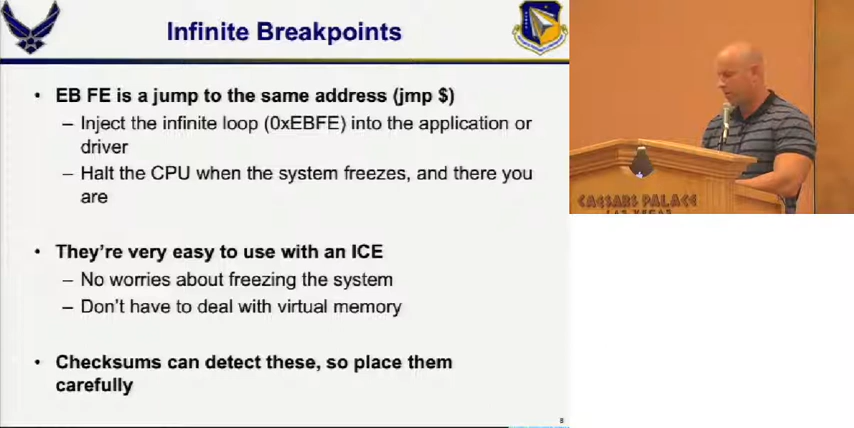 Infinite Breakpoints
• EB FE is a jump to the same address (jmp $)
– Inject the infinite loop (0xEBFE) into the application or
driver
– Halt the CPU when the system freezes, and there you
are
• They're very easy to use with an ICE
– No worries about freezing the system
– Don't have to deal with virtual memory
• Checksums can detect these, so place them
carefully
8
CAESARS PALACE
LAS VEGAS